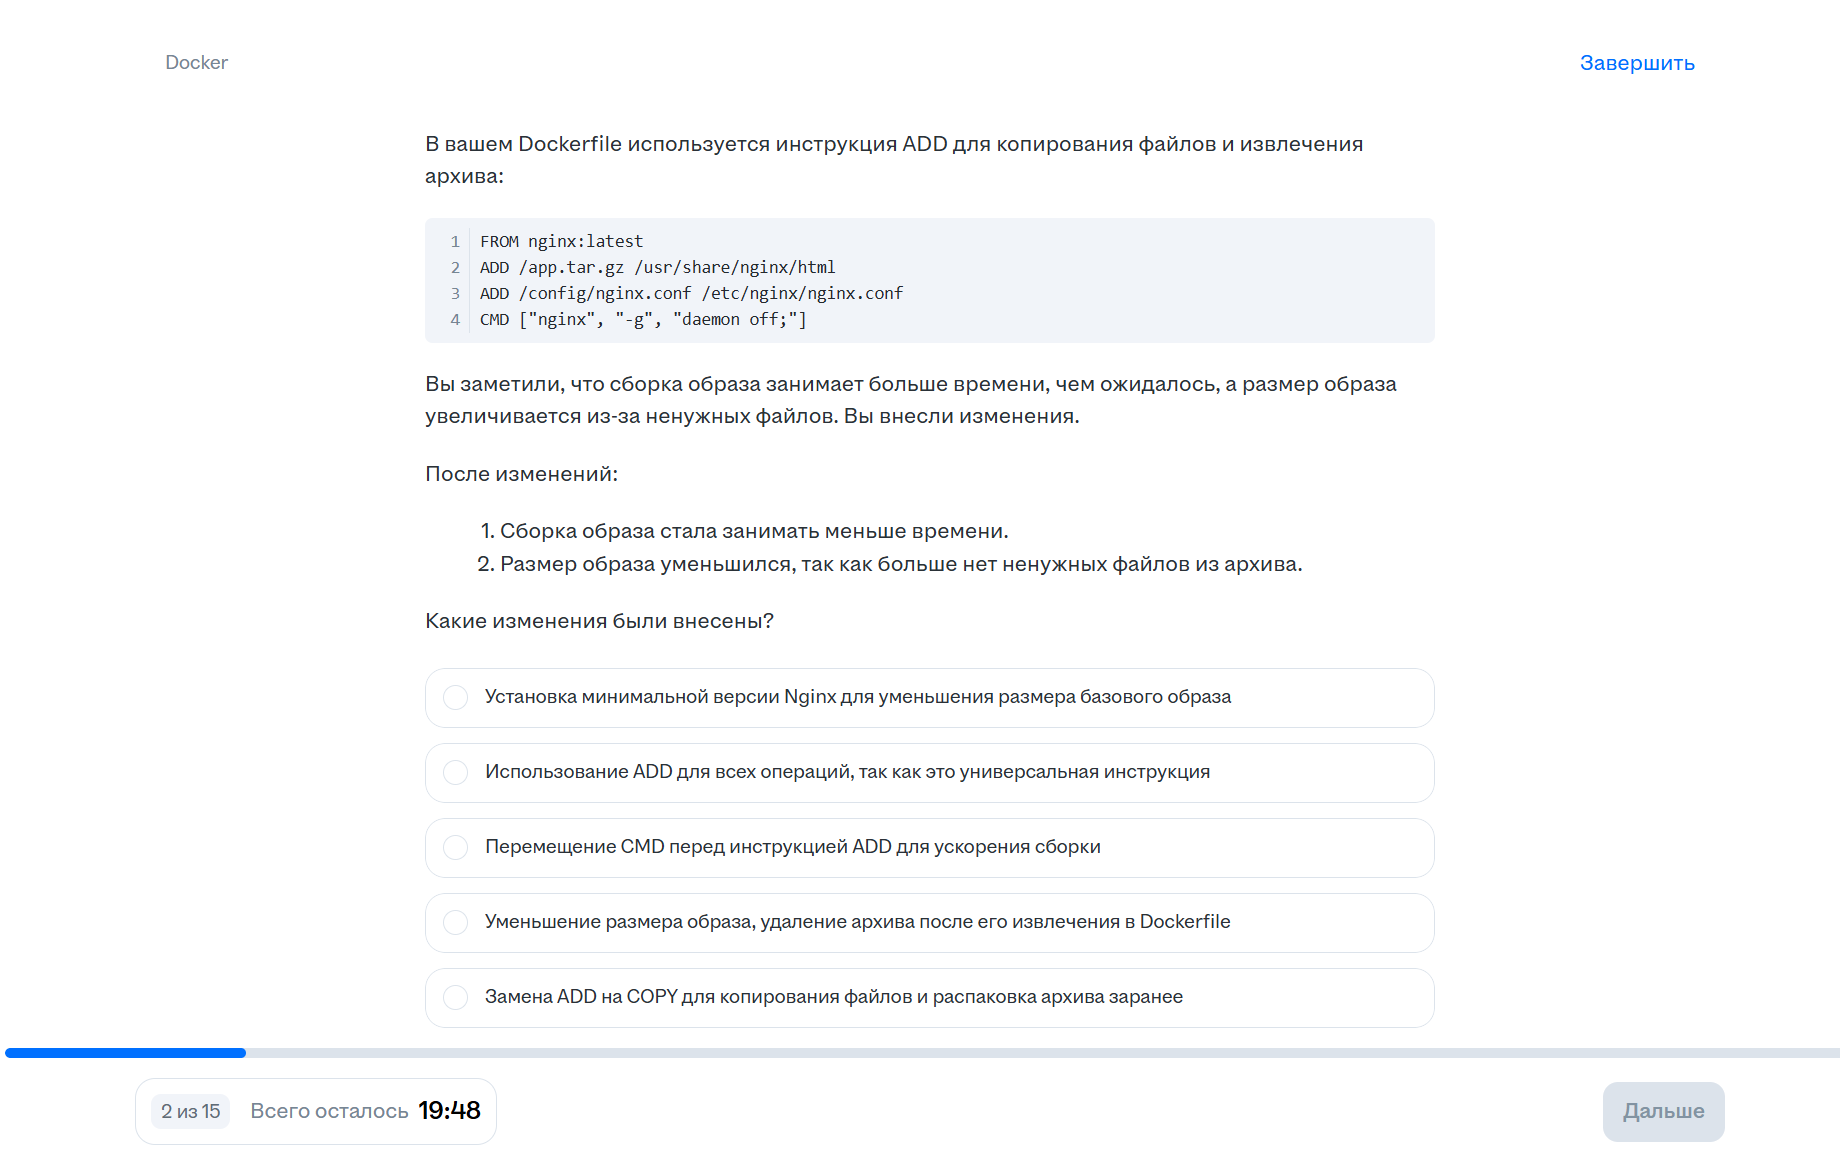 Docker
Завершить
В вашем Dockerfile используется инструкция ADD для копирования файлов и извлечения
архива:
1 FROM nginx:latest
2 ADD /app.tar.gz /usr/share/nginx/html
3 ADD /config/nginx.conf /etc/nginx/nginx.conf
4 CMD ["nginx", "-g", "daemon off;"]
Вы заметили, что сборка образа занимает больше времени, чем ожидалось, а размер образа
увеличивается из-за ненужных файлов. Вы внесли изменения.
После изменений:
1. Сборка образа стала занимать меньше времени.
2. Размер образа уменьшился, так как больше нет ненужных файлов из архива.
Какие изменения были внесены?
Установка минимальной версии Nginx для уменьшения размера базового образа
Использование ADD для всех операций, так как это универсальная инструкция
Перемещение CMD перед инструкцией ADD для ускорения сборки
Уменьшение размера образа, удаление архива после его извлечения в Dockerfile
Замена ADD на COPY для копирования файлов и распаковка архива заранее
2 из 15 Всего осталось 19:48
Дальше